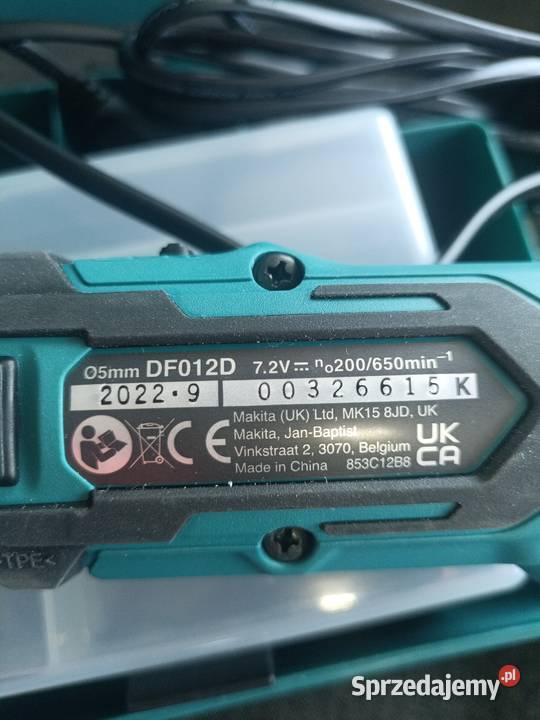 Ø5mm DF012D 7.2V⎓ n₀200/650min⁻¹
2022·9 00326615K
Makita (UK) Ltd, MK15 8JD, UK
Makita, Jan-Baptist
Vinkstraat 2, 3070, Belgium
Made in China 853C12B8
CE
UK
CA
>TPE<
Sprzedajemy.pl